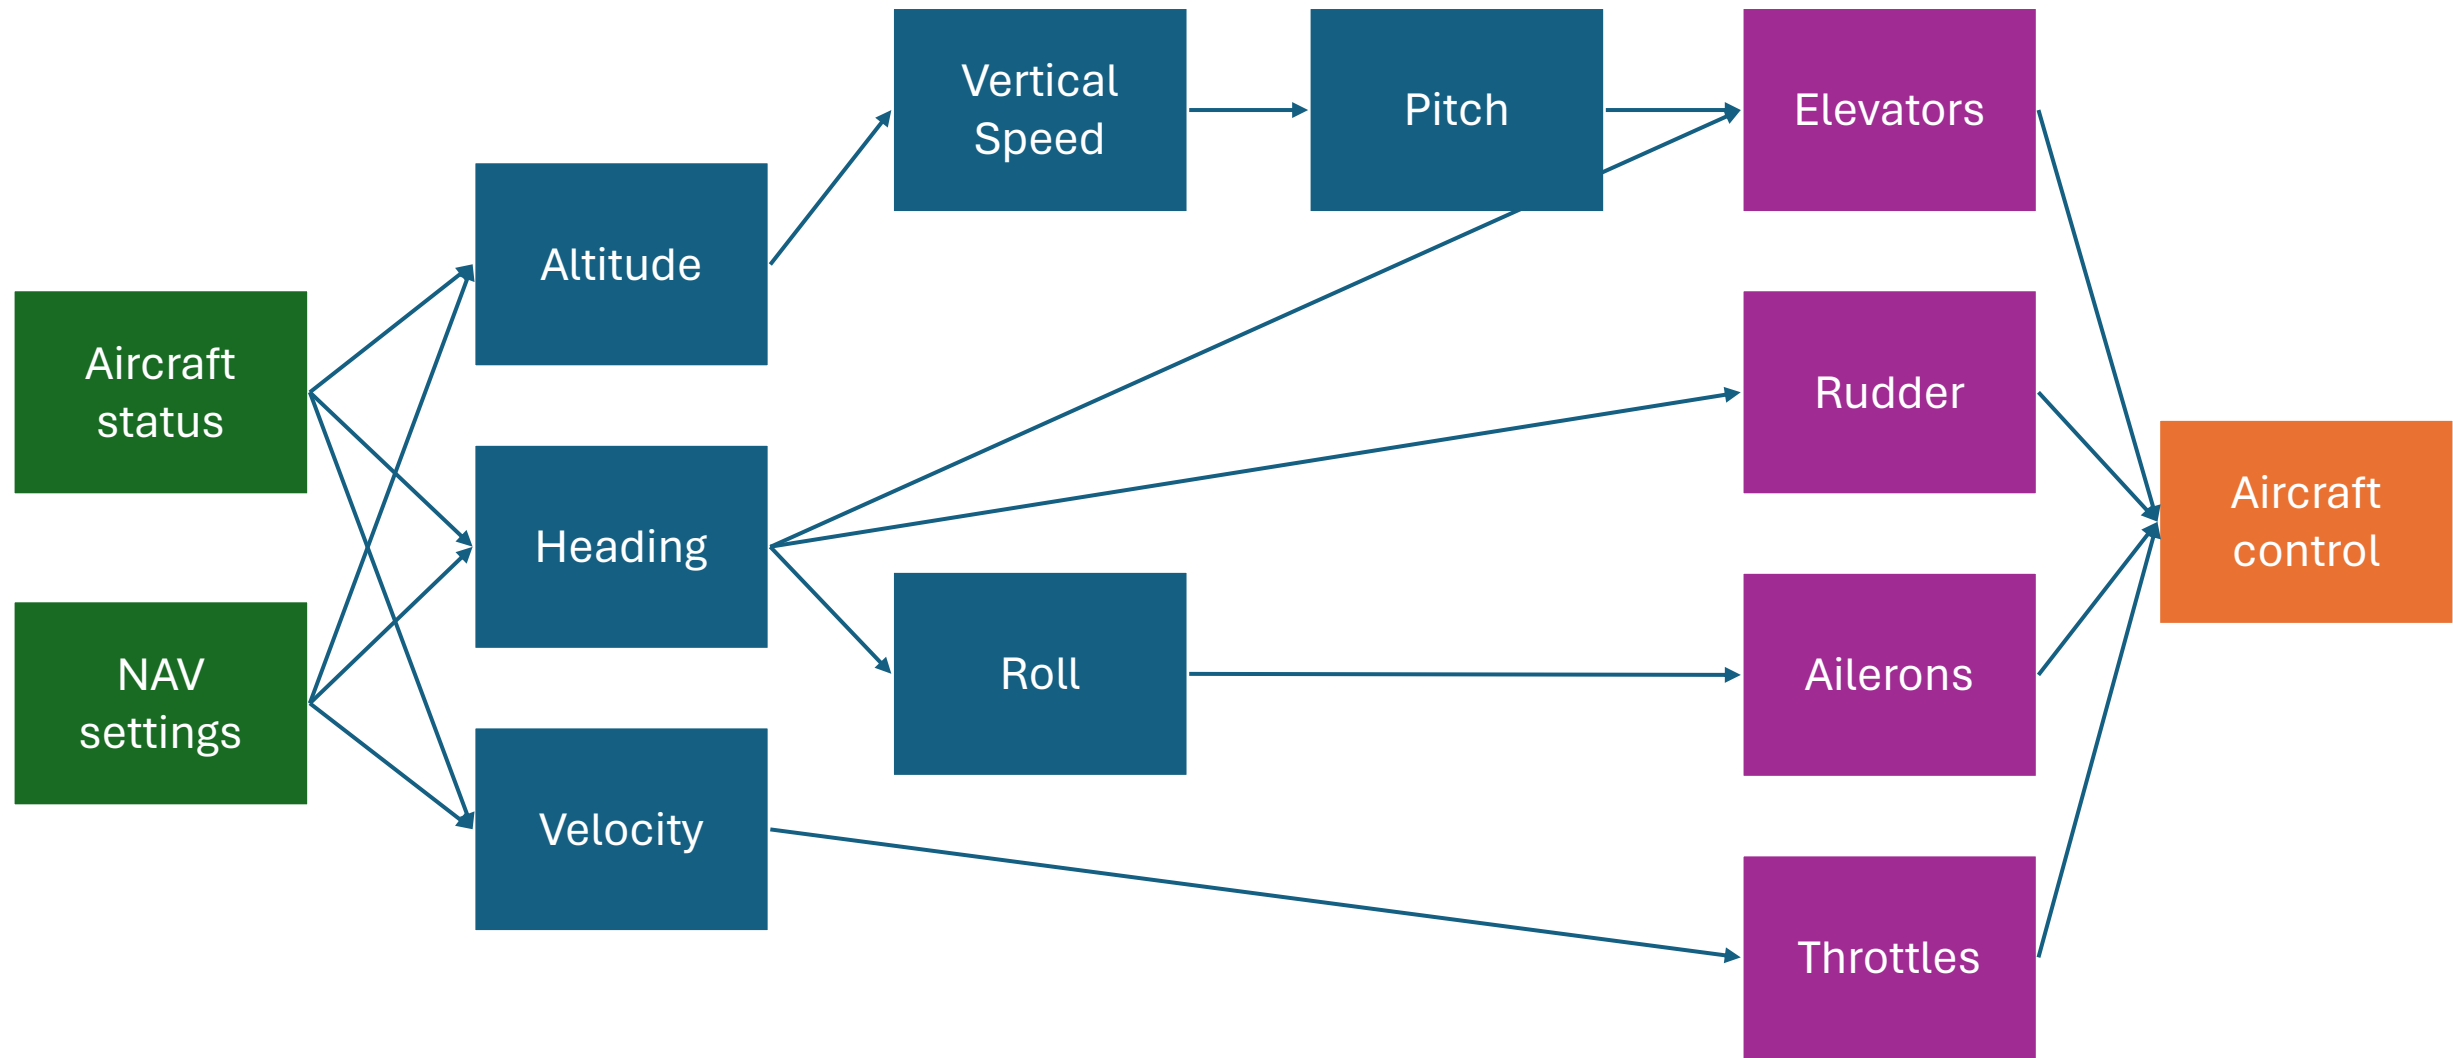 Aircraft
status
NAV
settings
Altitude
Heading
Velocity
Vertical
Speed
Roll
Pitch
Elevators
Rudder
Ailerons
Throttles
Aircraft
control